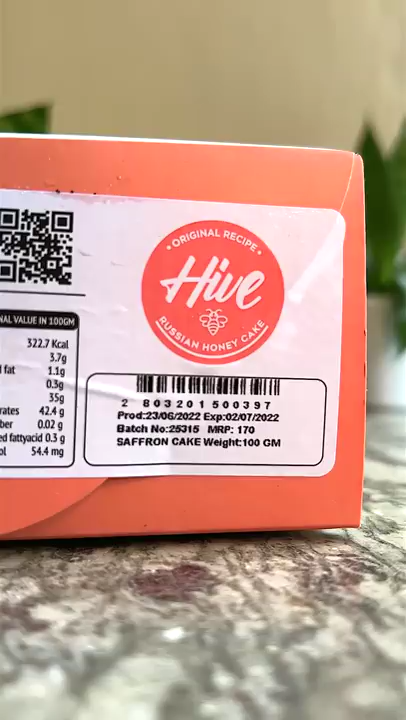 • ORIGINAL RECIPE •
Hive
RUSSIAN HONEY CAKE
NAL VALUE IN 100GM
322.7 Kcal
3.7g
fat 1.1g
0.3g
35g
rates 42.4 g
ber 0.02 g
ed fattyacid 0.3 g
ol 54.4 mg
2 803201 500397
Prod:23/06/2022 Exp:02/07/2022
Batch No:25315 MRP: 170
SAFFRON CAKE Weight:100 GM